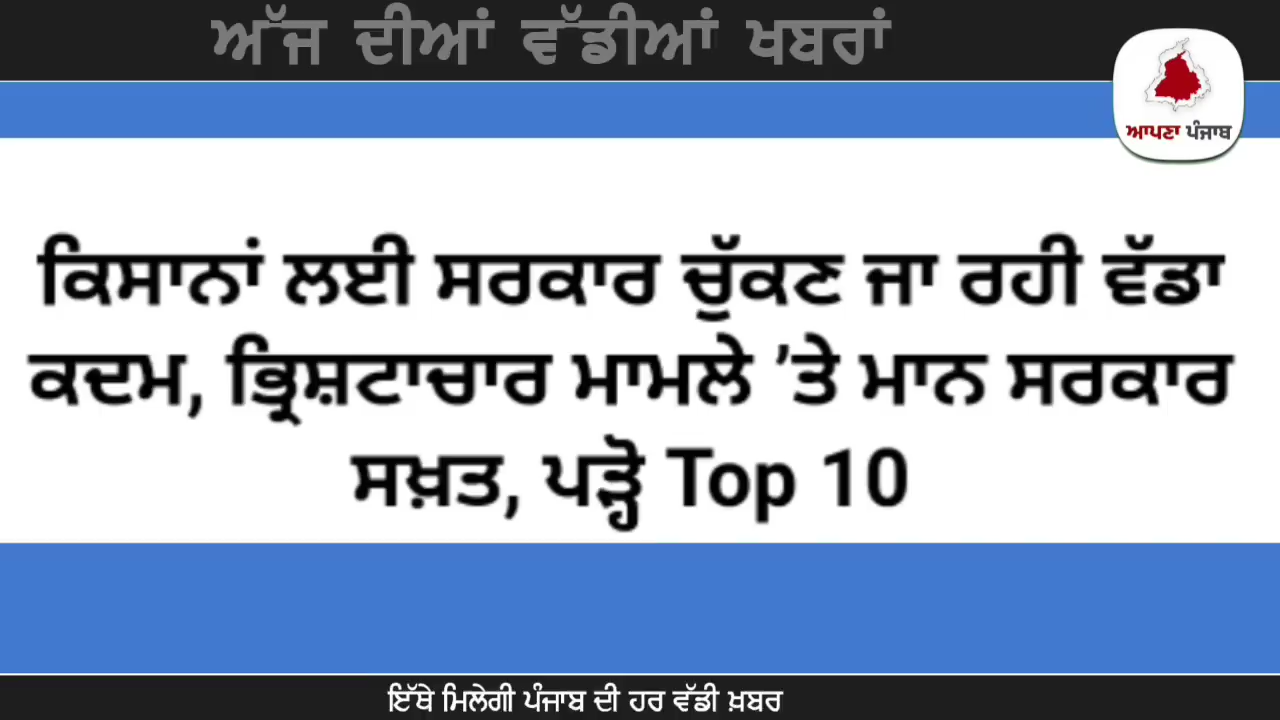 ਅੱਜ ਦੀਆਂ ਵੱਡੀਆਂ ਖਬਰਾਂ
ਆਪਣਾ ਪੰਜਾਬ
ਕਿਸਾਨਾਂ ਲਈ ਸਰਕਾਰ ਚੁੱਕਣ ਜਾ ਰਹੀ ਵੱਡਾ
ਕਦਮ, ਭ੍ਰਿਸ਼ਟਾਚਾਰ ਮਾਮਲੇ ’ਤੇ ਮਾਨ ਸਰਕਾਰ
ਸਖ਼ਤ, ਪੜ੍ਹੋ Top 10
ਇੱਥੇ ਮਿਲੇਗੀ ਪੰਜਾਬ ਦੀ ਹਰ ਵੱਡੀ ਖ਼ਬਰ